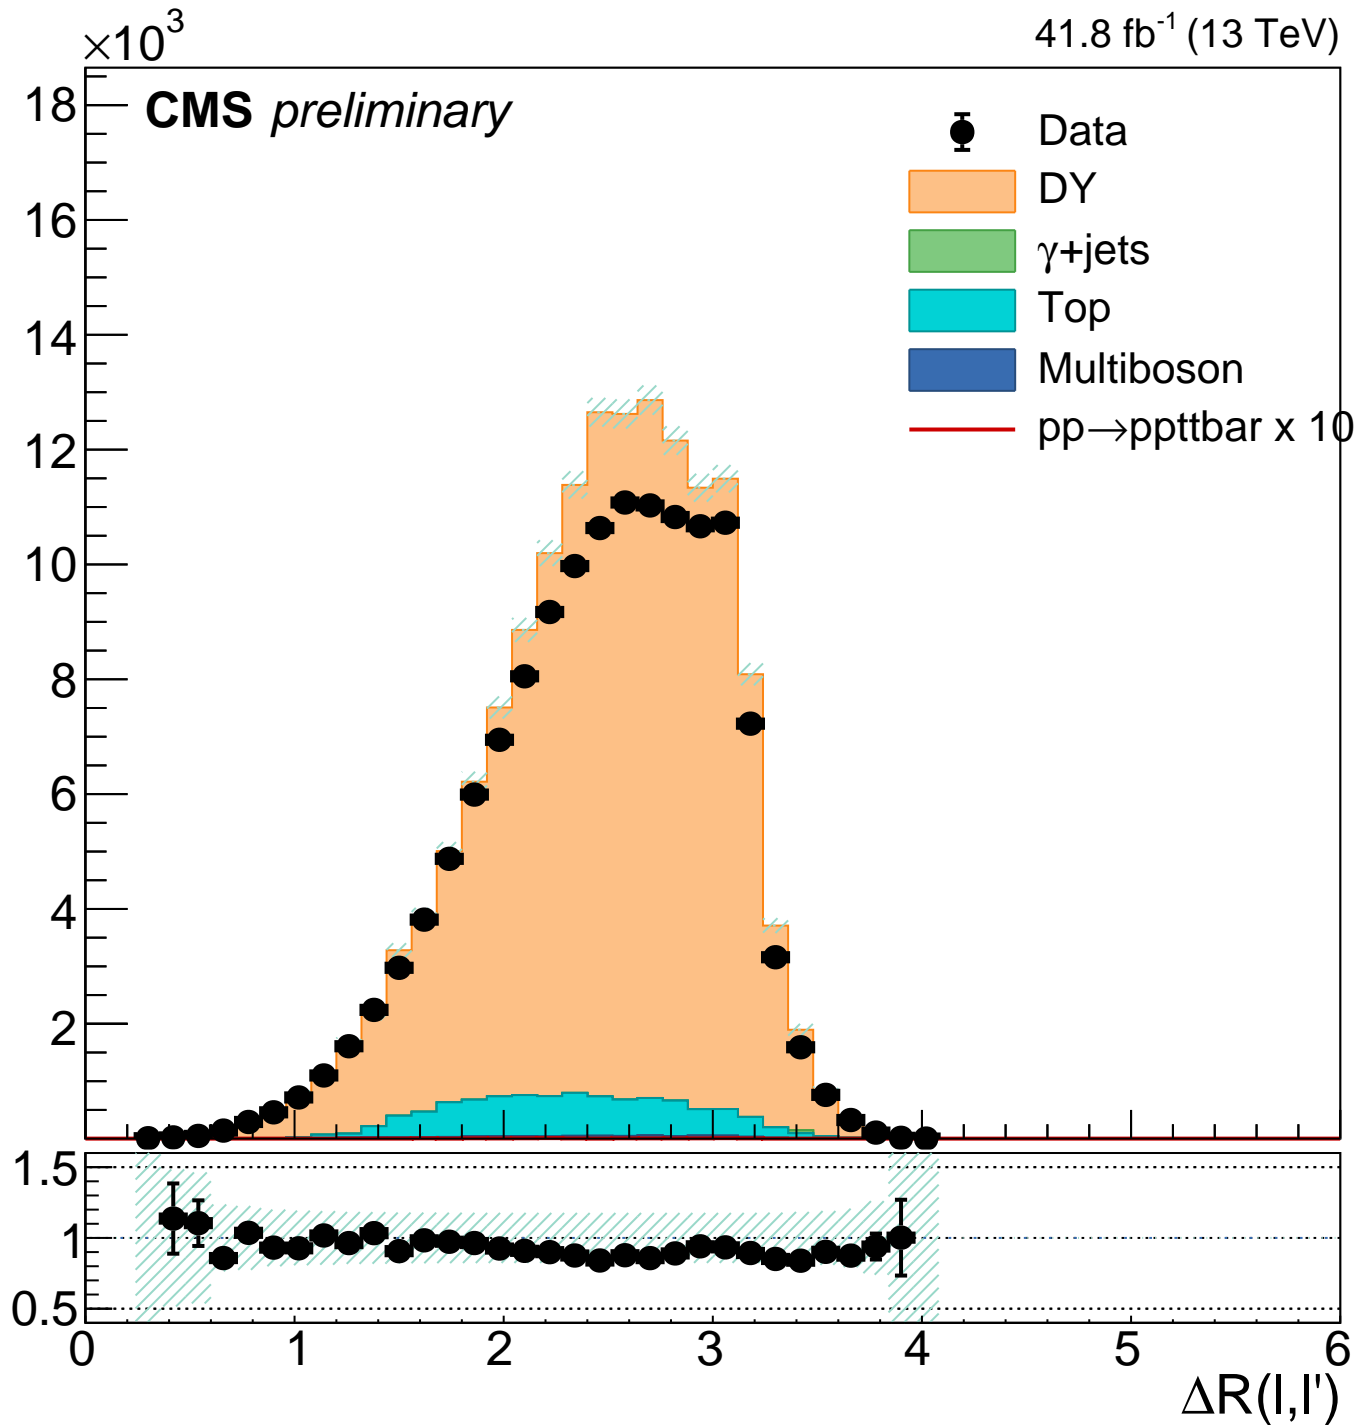 ×10³
41.8 fb⁻¹ (13 TeV)
CMS preliminary
18
16
14
12
10
8
6
4
2
Data
DY
γ+jets
Top
Multiboson
pp→ppttbar x 10
1.5
1
0.5
0 1 2 3 4 5 6
ΔR(l,l')